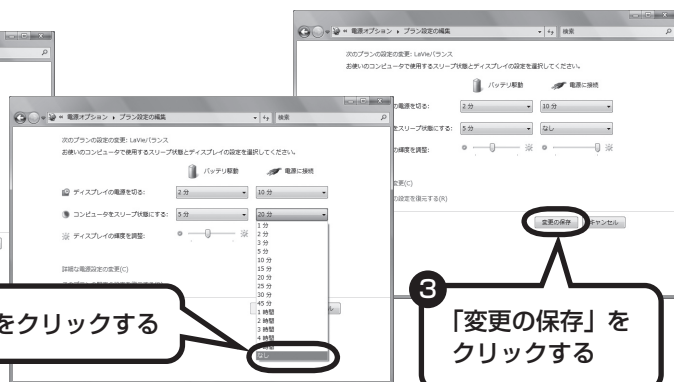 電源オプション ▸ プラン設定の編集
検索
次のプランの設定の変更: LaVie/バランス
お使いのコンピュータで使用するスリープ状態とディスプレイの設定を選択してください。
バッテリ駆動
電源に接続
ディスプレイの電源を切る:
2 分
10 分
コンピュータをスリープ状態にする:
5 分
20 分
ディスプレイの輝度を調整:
1 分
2 分
3 分
5 分
10 分
15 分
20 分
25 分
30 分
45 分
1 時間
2 時間
3 時間
4 時間
なし
詳細な電源設定の変更(C)
をクリックする
電源オプション ▸ プラン設定の編集
検索
次のプランの設定の変更: LaVie/バランス
お使いのコンピュータで使用するスリープ状態とディスプレイの設定を選択してください。
バッテリ駆動
電源に接続
の電源を切る:
2 分
10 分
をスリープ状態にする:
5 分
なし
の輝度を調整:
変更(C)
の設定を復元する(R)
変更の保存
キャンセル
3
「変更の保存」を
クリックする